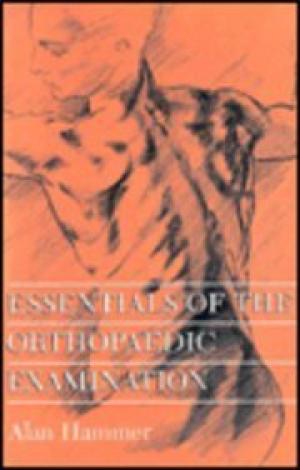 ESSENTIALS OF THE
ORTHOPAEDIC
EXAMINATION
Alan Hammer